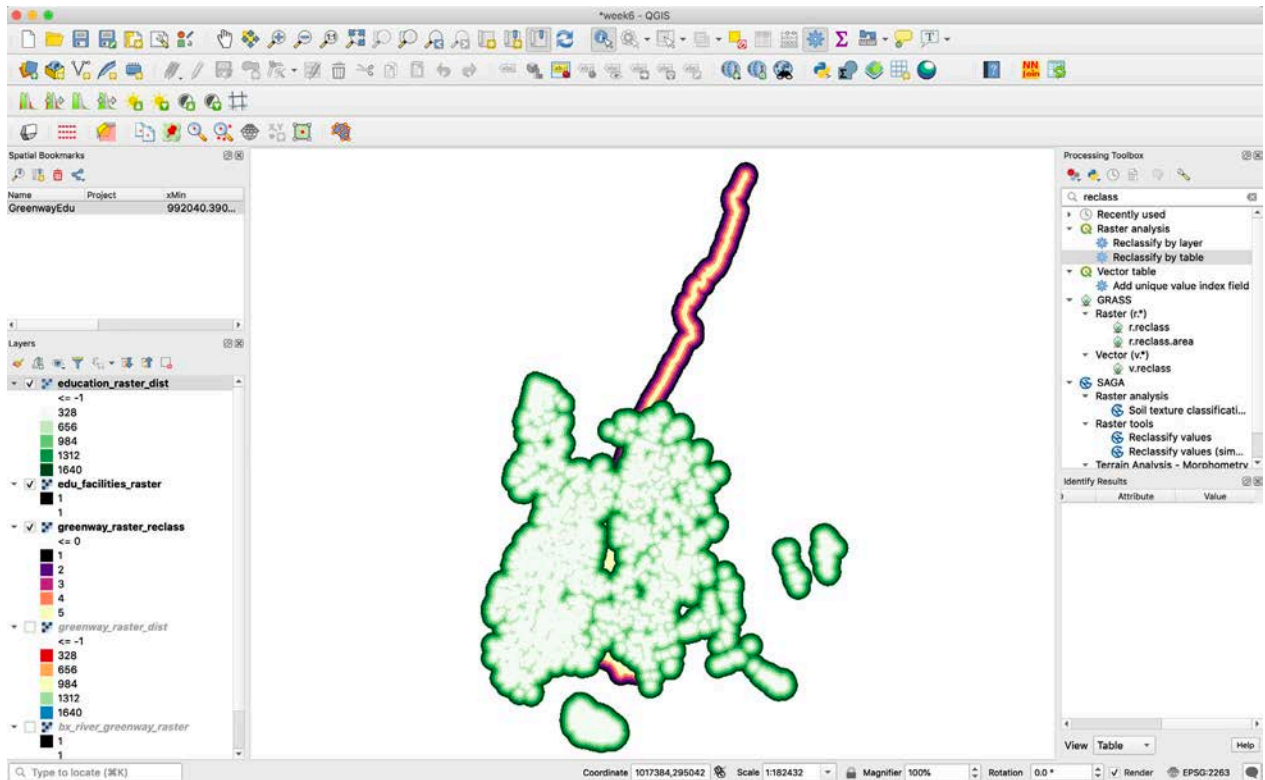 *week6 - QGIS
NN
Join
Spatial Bookmarks
Name Project xMin
GreenwayEdu 992040.390...
Layers
education_raster_dist
<= -1
328
656
984
1312
1640
edu_facilities_raster
1
1
greenway_raster_reclass
<= 0
1
2
3
4
5
greenway_raster_dist
<= -1
328
656
984
1312
1640
bx_river_greenway_raster
1
1
Processing Toolbox
reclass
Recently used
Raster analysis
Reclassify by layer
Reclassify by table
Vector table
Add unique value index field
GRASS
Raster (r.*)
r.reclass
r.reclass.area
Vector (v.*)
v.reclass
SAGA
Raster analysis
Soil texture classificati...
Raster tools
Reclassify values
Reclassify values (sim...
Terrain Analysis - Morphometry
Identify Results
Attribute Value
View Table Help
Type to locate (⌘K) Coordinate 1017384,295042 Scale 1:182432 Magnifier 100% Rotation 0.0 ° Render EPSG:2263